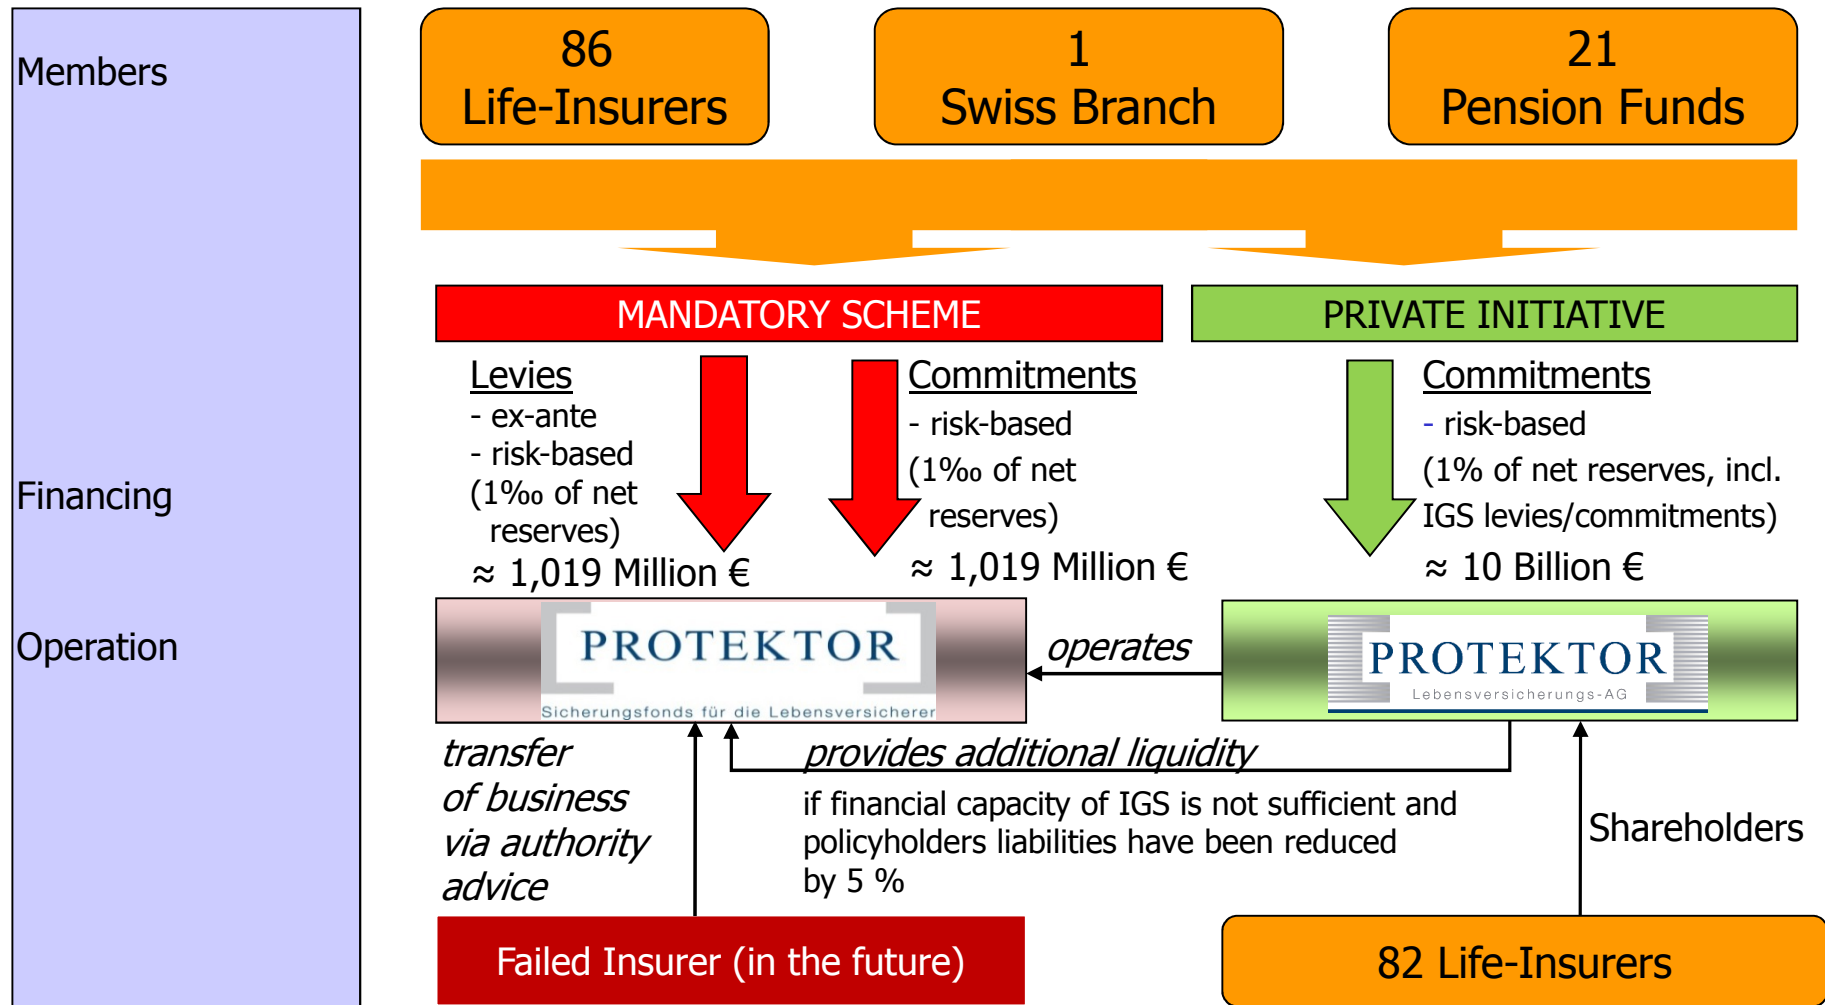 Members
86
Life-Insurers
1
Swiss Branch
21
Pension Funds
MANDATORY SCHEME
PRIVATE INITIATIVE
Financing
Levies
- ex-ante
- risk-based
(1‰ of net
reserves)
≈ 1,019 Million €
Commitments
- risk-based
(1‰ of net
reserves)
≈ 1,019 Million €
Commitments
- risk-based
(1% of net reserves, incl.
IGS levies/commitments)
≈ 10 Billion €
Operation
PROTEKTOR
Sicherungsfonds für die Lebensversicherer
operates
PROTEKTOR
Lebensversicherungs-AG
transfer
of business
via authority
advice
provides additional liquidity
if financial capacity of IGS is not sufficient and
policyholders liabilities have been reduced
by 5 %
Shareholders
Failed Insurer (in the future)
82 Life-Insurers